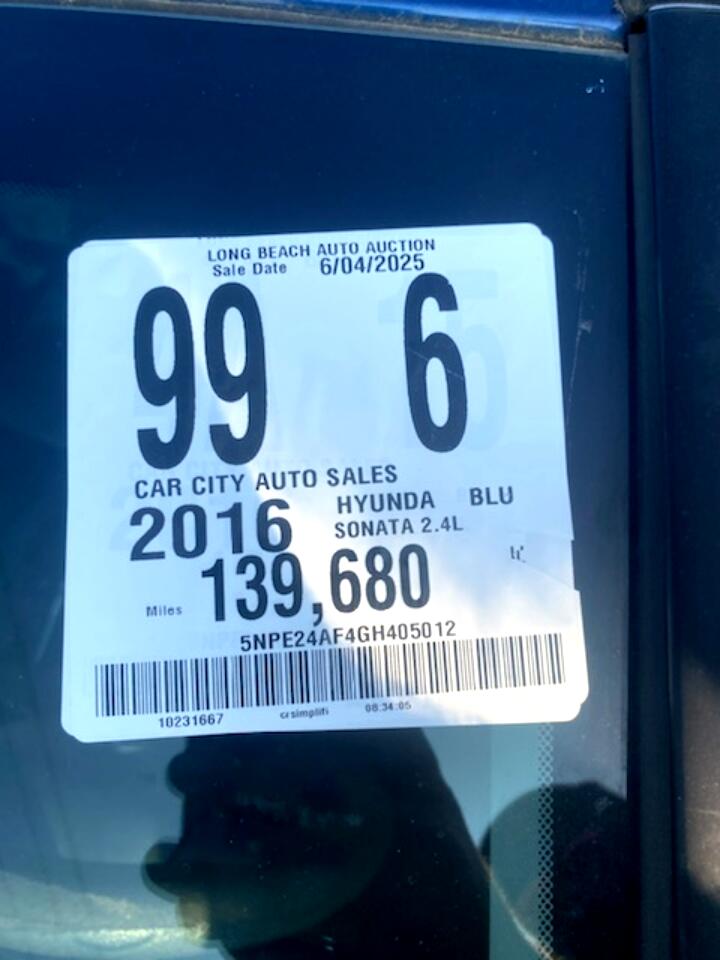 LONG BEACH AUTO AUCTION
Sale Date 6/04/2025
99 6
CAR CITY AUTO SALES
2016 HYUNDA BLU
SONATA 2.4L
Miles 139,680
5NPE24AF4GH405012
10231667 crsimplifi 08:34:05